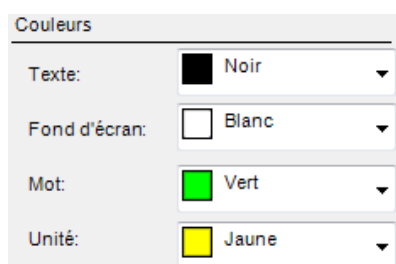 Couleurs
Texte: Noir
Fond d'écran: Blanc
Mot: Vert
Unité: Jaune